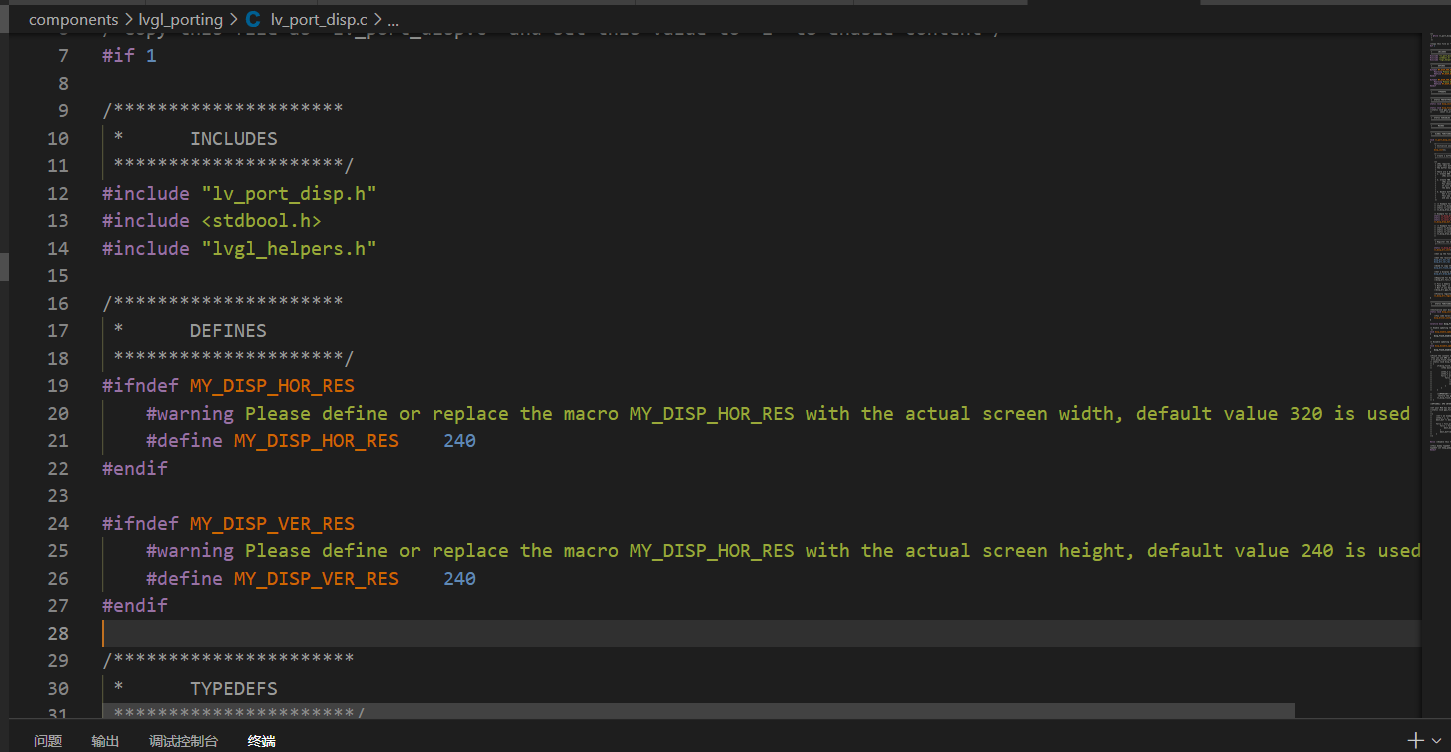 components > lvgl_porting > C lv_port_disp.c > ...
7 #if 1
8
9 /*********************
10 *      INCLUDES
11 *********************/
12 #include "lv_port_disp.h"
13 #include <stdbool.h>
14 #include "lvgl_helpers.h"
15
16 /*********************
17 *      DEFINES
18 *********************/
19 #ifndef MY_DISP_HOR_RES
20     #warning Please define or replace the macro MY_DISP_HOR_RES with the actual screen width, default value 320 is used
21     #define MY_DISP_HOR_RES    240
22 #endif
23
24 #ifndef MY_DISP_VER_RES
25     #warning Please define or replace the macro MY_DISP_HOR_RES with the actual screen height, default value 240 is used
26     #define MY_DISP_VER_RES    240
27 #endif
28
29 /**********************
30 *      TYPEDEFS
31 **********************/
问题 输出 调试控制台 终端